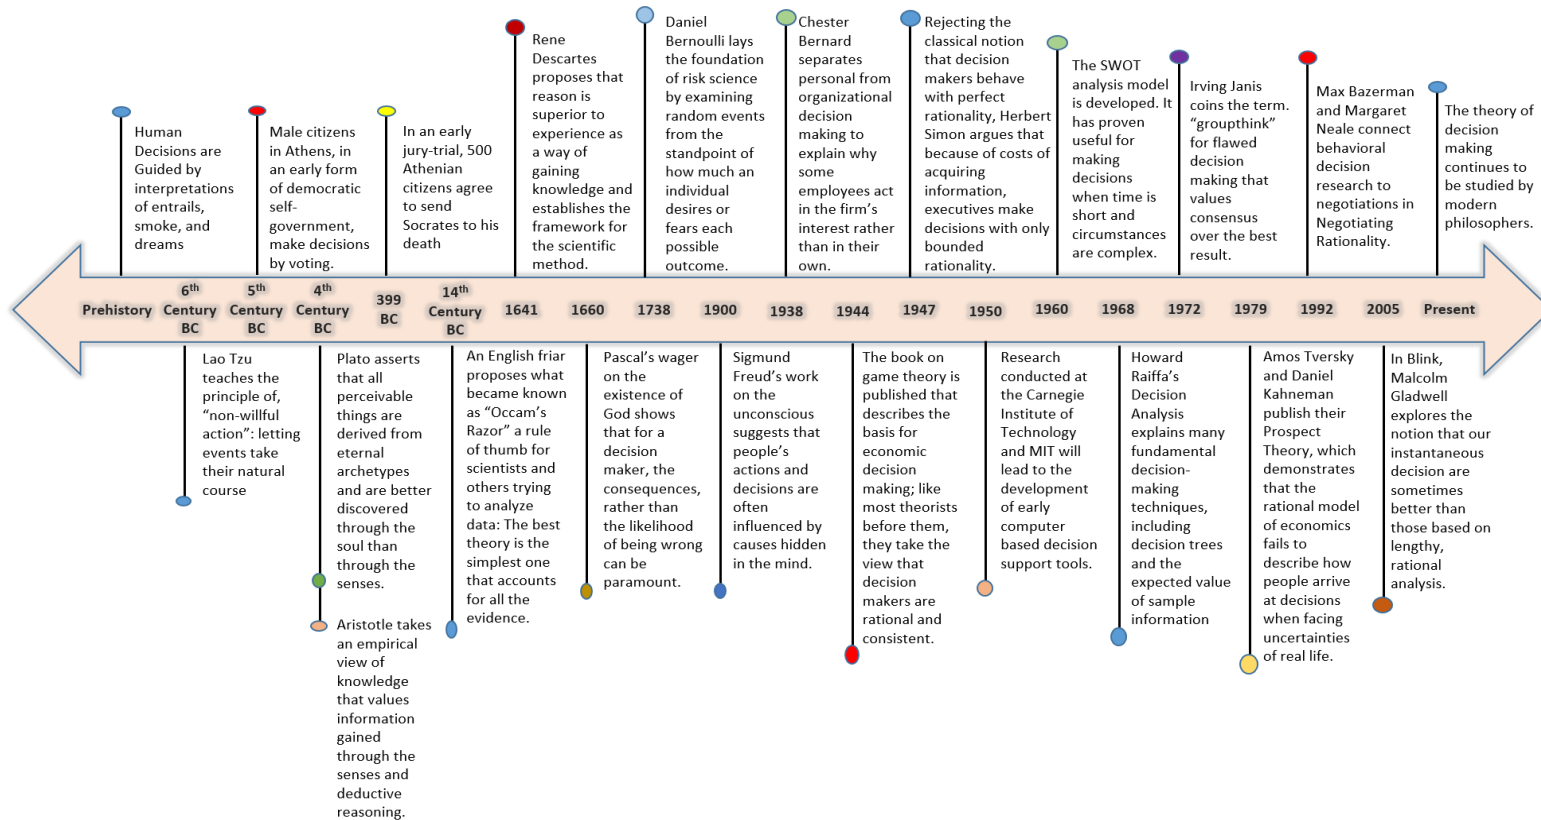 Human
Decisions are
Guided by
interpretations
of entrails,
smoke, and
dreams
Male citizens
in Athens, in
an early form
of democratic
self-
government,
make decisions
by voting.
In an early
jury-trial, 500
Athenian
citizens agree
to send
Socrates to his
death
Rene
Descartes
proposes that
reason is
superior to
experience as
a way of
gaining
knowledge and
establishes the
framework for
the scientific
method.
Daniel
Bernoulli lays
the foundation
of risk science
by examining
random events
from the
standpoint of
how much an
individual
desires or
fears each
possible
outcome.
Chester
Bernard
separates
personal from
organizational
decision
making to
explain why
some
employees act
in the firm's
interest rather
than in their
own.
Rejecting the
classical notion
that decision
makers behave
with perfect
rationality, Herbert
Simon argues that
because of costs of
acquiring
information,
executives make
decisions with only
bounded
rationality.
The SWOT
analysis model
is developed. It
has proven
useful for
making
decisions
when time is
short and
circumstances
are complex.
Irving Janis
coins the term.
“groupthink”
for flawed
decision
making that
values
consensus
over the best
result.
Max Bazerman
and Margaret
Neale connect
behavioral
decision
research to
negotiations in
Negotiating
Rationality.
The theory of
decision
making
continues to
be studied by
modern
philosophers.
Prehistory
6th
Century
BC
5th
Century
BC
4th
Century
BC
399
BC
14th
Century
BC
1641
1660
1738
1900
1938
1944
1947
1950
1960
1968
1972
1979
1992
2005
Present
Lao Tzu
teaches the
principle of,
“non-willful
action”: letting
events take
their natural
course
Plato asserts
that all
perceivable
things are
derived from
eternal
archetypes
and are better
discovered
through the
soul than
through the
senses.
Aristotle takes
an empirical
view of
knowledge
that values
information
gained
through the
senses and
deductive
reasoning.
An English friar
proposes what
became known
as “Occam's
Razor” a rule
of thumb for
scientists and
others trying
to analyze
data: The best
theory is the
simplest one
that accounts
for all the
evidence.
Pascal's wager
on the
existence of
God shows
that for a
decision
maker, the
consequences,
rather than
the likelihood
of being wrong
can be
paramount.
Sigmund
Freud's work
on the
unconscious
suggests that
people's
actions and
decisions are
often
influenced by
causes hidden
in the mind.
The book on
game theory is
published that
describes the
basis for
economic
decision
making; like
most theorists
before them,
they take the
view that
decision
makers are
rational and
consistent.
Research
conducted at
the Carnegie
Institute of
Technology
and MIT will
lead to the
development
of early
computer
based decision
support tools.
Howard
Raiffa's
Decision
Analysis
explains many
fundamental
decision-
making
techniques,
including
decision trees
and the
expected value
of sample
information
Amos Tversky
and Daniel
Kahneman
publish their
Prospect
Theory, which
demonstrates
that the
rational model
of economics
fails to
describe how
people arrive
at decisions
when facing
uncertainties
of real life.
In Blink,
Malcolm
Gladwell
explores the
notion that our
instantaneous
decision are
sometimes
better than
those based on
lengthy,
rational
analysis.